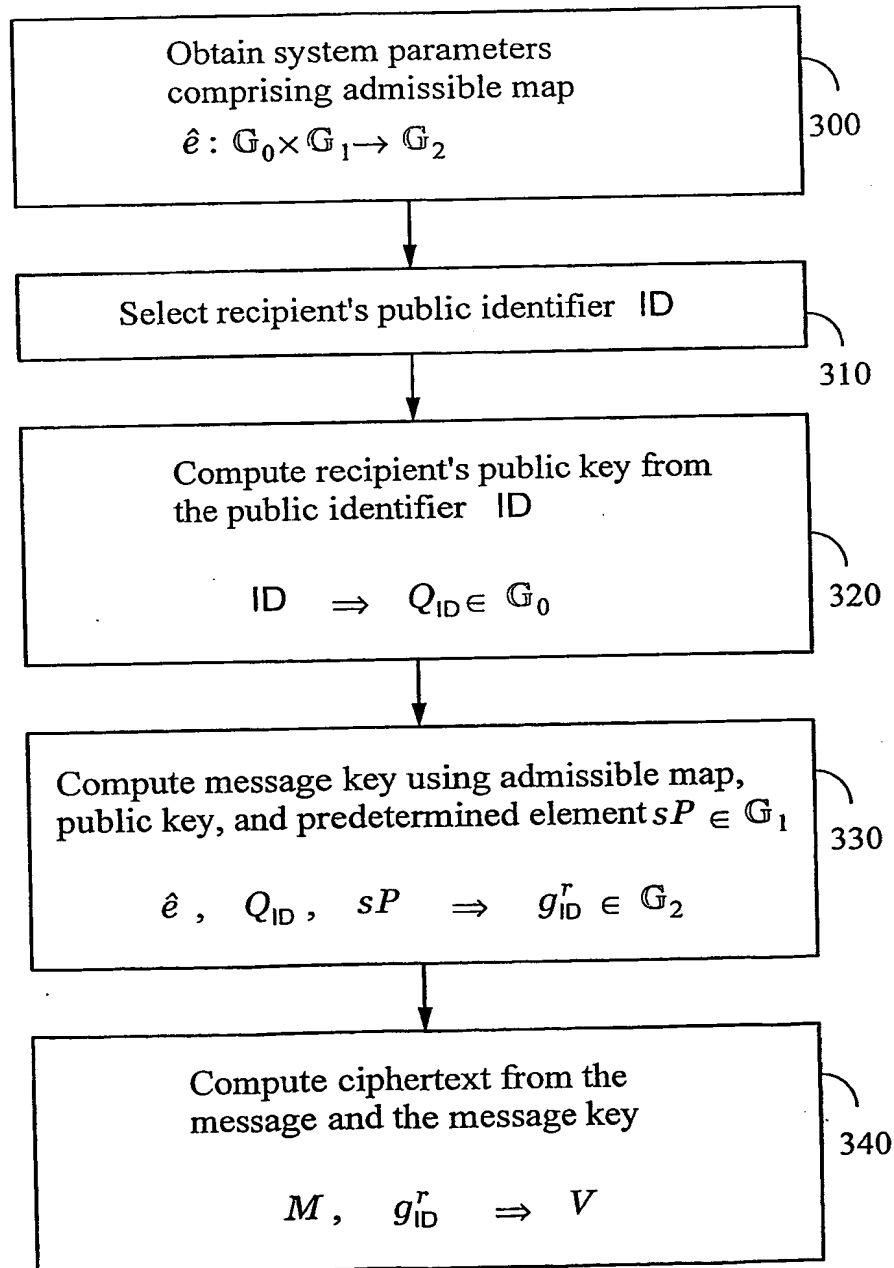 Obtain system parameters
comprising admissible map
ê : 𝔾₀ × 𝔾₁ → 𝔾₂
300
Select recipient's public identifier ID
310
Compute recipient's public key from
the public identifier ID
ID ⇒ Q_ID ∈ 𝔾₀
320
Compute message key using admissible map,
public key, and predetermined element sP ∈ 𝔾₁
330
ê , Q_ID , sP ⇒ g_ID^r ∈ 𝔾₂
Compute ciphertext from the
message and the message key
340
M , g_ID^r ⇒ V